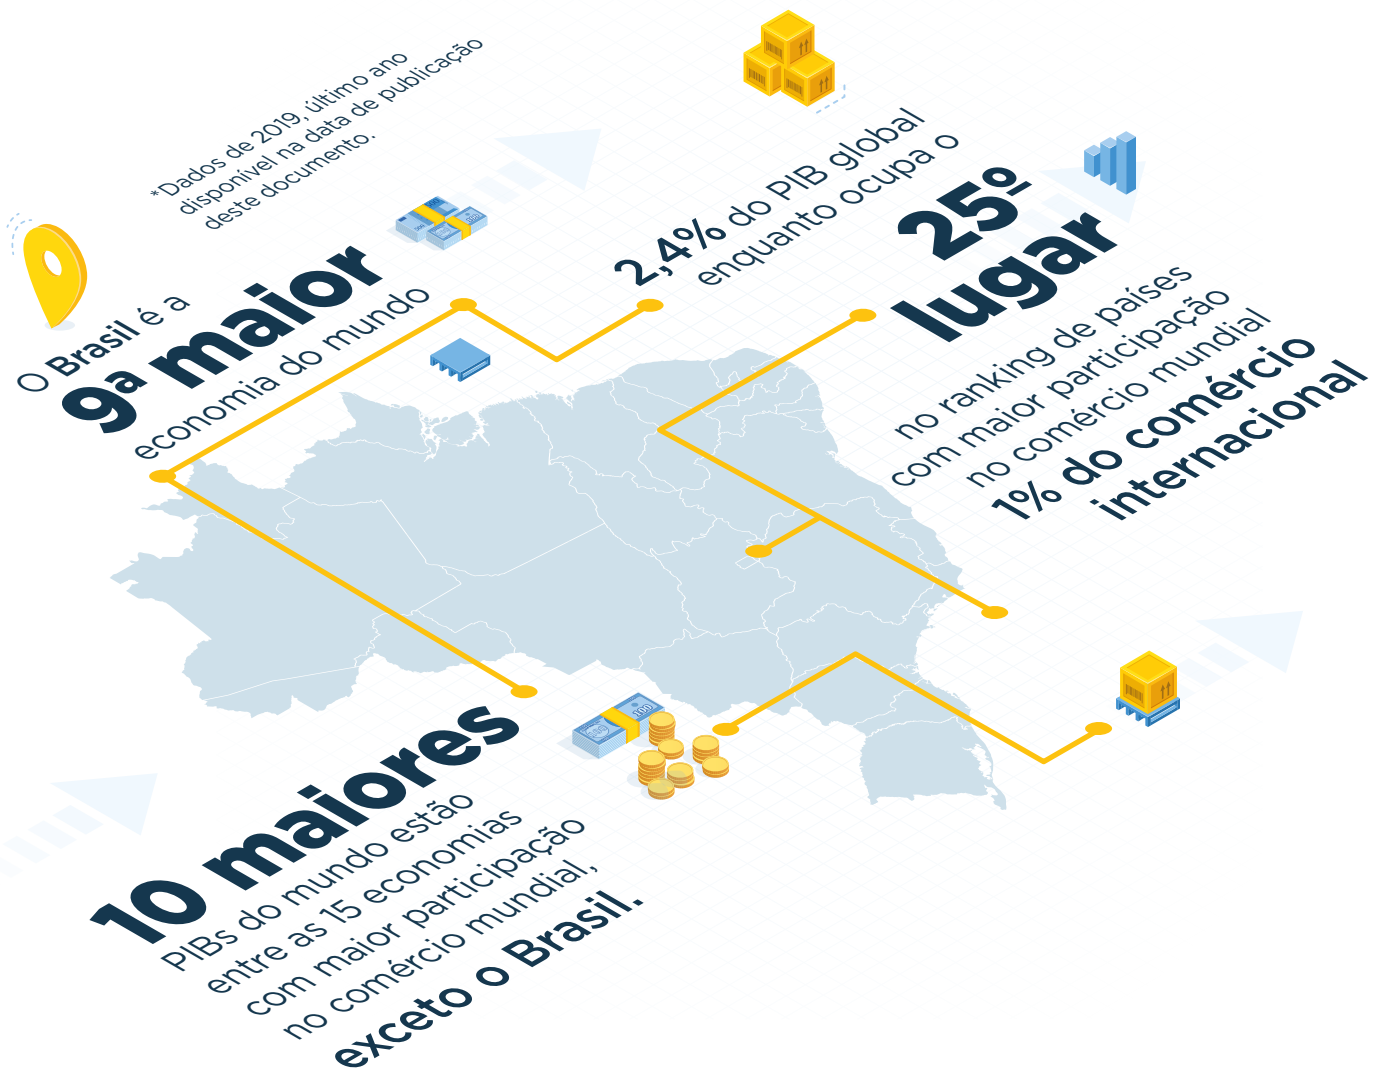 *Dados de 2019, último ano
disponível na data de publicação
deste documento.
O Brasil é a
9ª maior
economia do mundo
2,4% do PIB global
enquanto ocupa o
25º
lugar
no ranking de países
com maior participação
no comércio mundial
1% do comércio
internacional
10 maiores
PIBs do mundo estão
entre as 15 economias
com maior participação
no comércio mundial,
exceto o Brasil.
100
100
100